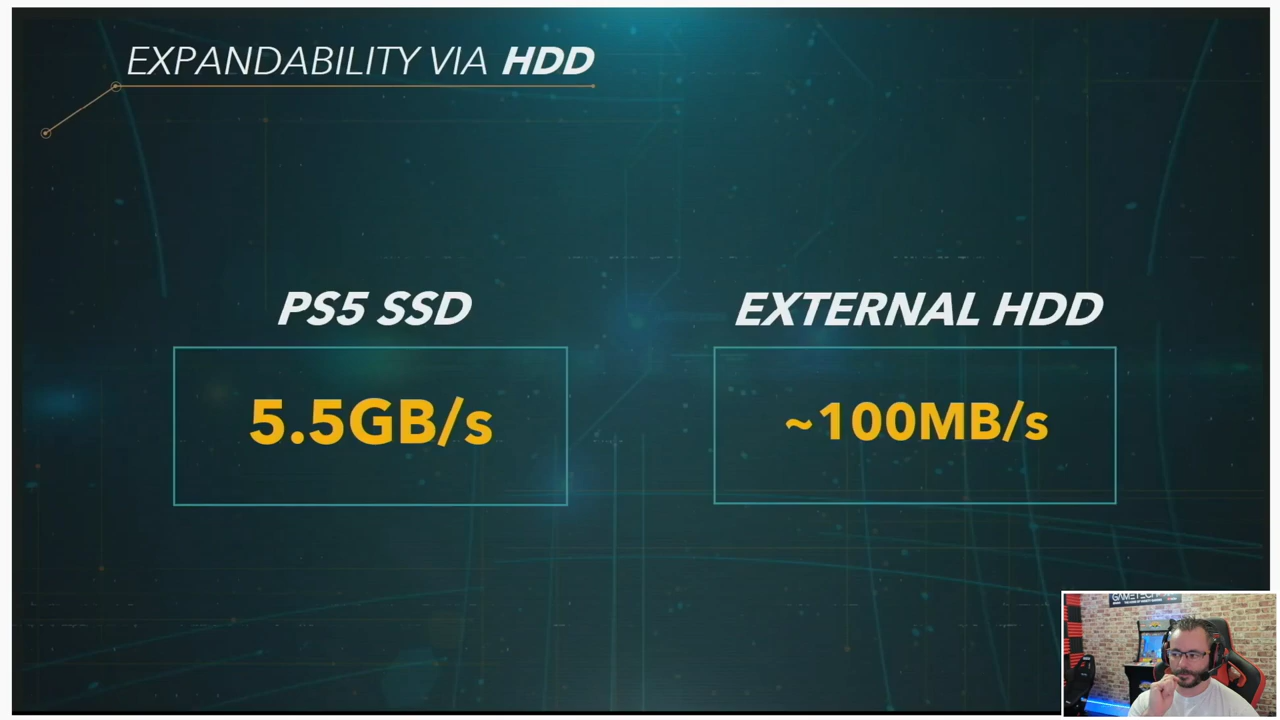 EXPANDABILITY VIA HDD
PS5 SSD
EXTERNAL HDD
5.5GB/s
~100MB/s